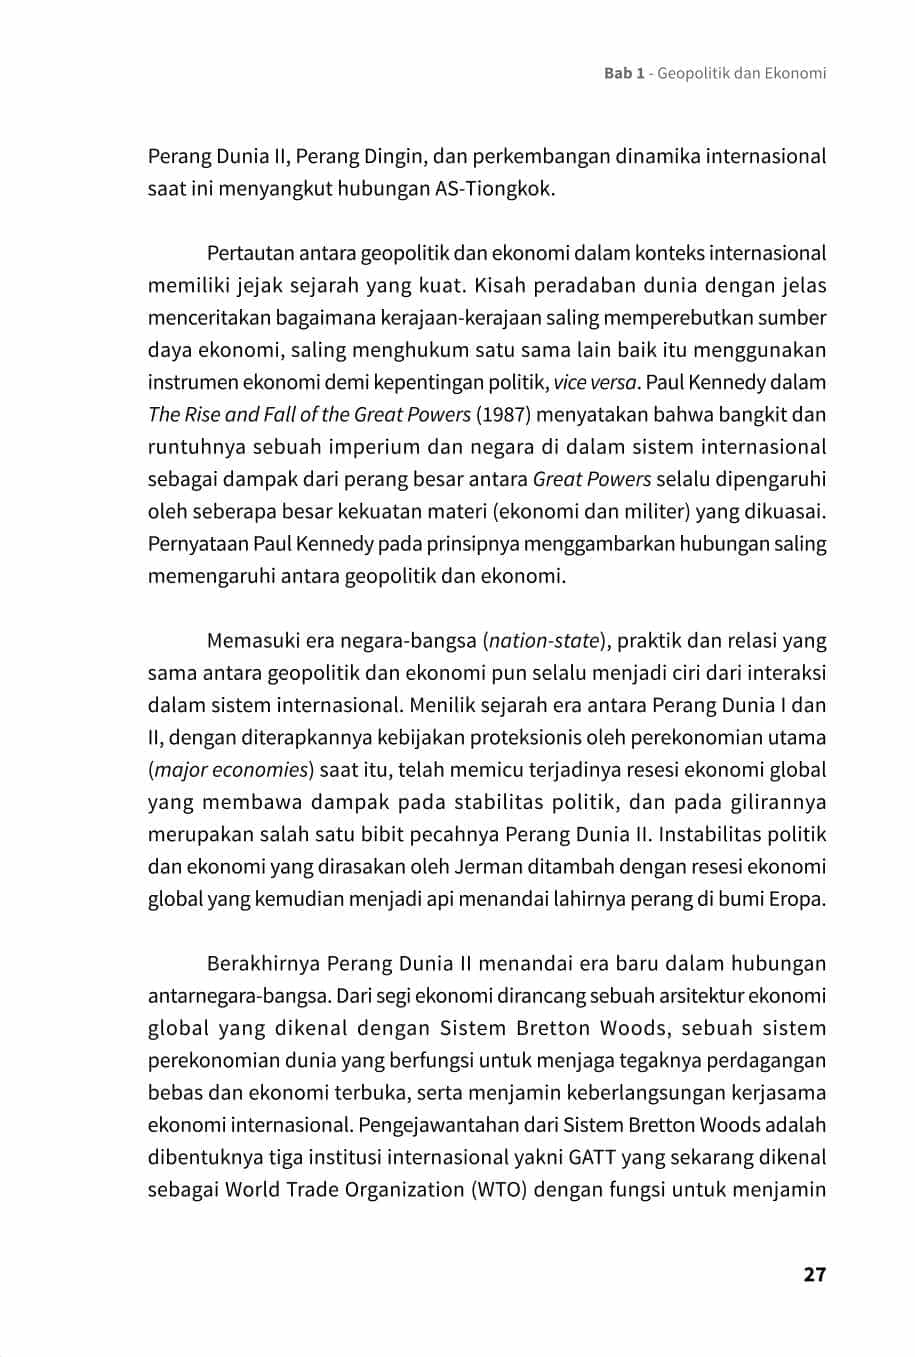 Bab 1 - Geopolitik dan Ekonomi
Perang Dunia II, Perang Dingin, dan perkembangan dinamika internasional
saat ini menyangkut hubungan AS-Tiongkok.
Pertautan antara geopolitik dan ekonomi dalam konteks internasional
memiliki jejak sejarah yang kuat. Kisah peradaban dunia dengan jelas
menceritakan bagaimana kerajaan-kerajaan saling memperebutkan sumber
daya ekonomi, saling menghukum satu sama lain baik itu menggunakan
instrumen ekonomi demi kepentingan politik, vice versa. Paul Kennedy dalam
The Rise and Fall of the Great Powers (1987) menyatakan bahwa bangkit dan
runtuhnya sebuah imperium dan negara di dalam sistem internasional
sebagai dampak dari perang besar antara Great Powers selalu dipengaruhi
oleh seberapa besar kekuatan materi (ekonomi dan militer) yang dikuasai.
Pernyataan Paul Kennedy pada prinsipnya menggambarkan hubungan saling
memengaruhi antara geopolitik dan ekonomi.
Memasuki era negara-bangsa (nation-state), praktik dan relasi yang
sama antara geopolitik dan ekonomi pun selalu menjadi ciri dari interaksi
dalam sistem internasional. Menilik sejarah era antara Perang Dunia I dan
II, dengan diterapkannya kebijakan proteksionis oleh perekonomian utama
(major economies) saat itu, telah memicu terjadinya resesi ekonomi global
yang membawa dampak pada stabilitas politik, dan pada gilirannya
merupakan salah satu bibit pecahnya Perang Dunia II. Instabilitas politik
dan ekonomi yang dirasakan oleh Jerman ditambah dengan resesi ekonomi
global yang kemudian menjadi api menandai lahirnya perang di bumi Eropa.
Berakhirnya Perang Dunia II menandai era baru dalam hubungan
antarnegara-bangsa. Dari segi ekonomi dirancang sebuah arsitektur ekonomi
global yang dikenal dengan Sistem Bretton Woods, sebuah sistem
perekonomian dunia yang berfungsi untuk menjaga tegaknya perdagangan
bebas dan ekonomi terbuka, serta menjamin keberlangsungan kerjasama
ekonomi internasional. Pengejawantahan dari Sistem Bretton Woods adalah
dibentuknya tiga institusi internasional yakni GATT yang sekarang dikenal
sebagai World Trade Organization (WTO) dengan fungsi untuk menjamin
27